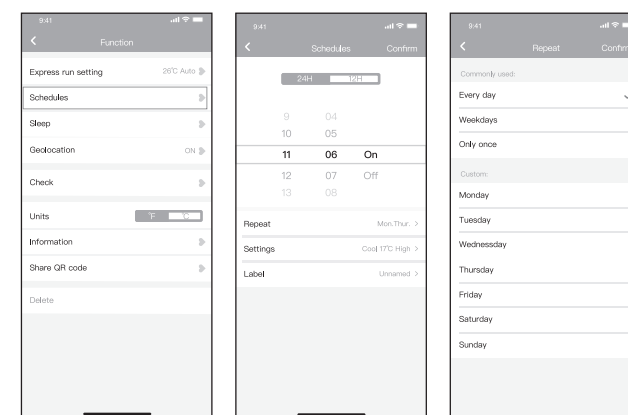 9:41
Function
Express run setting 26℃ Auto
Schedules
Sleep
Geolocation ON
Check
Units ℉ ℃
Information
Share QR code
Delete
9:41
Schedules Confirm
24H 12H
9 04
10 05
11 06 On
12 07 Off
13 08
Repeat Mon.Thur. >
Settings Cool 17℃ High >
Label Unnamed >
9:41
Repeat Confirm
Commonly used:
Every day
Weekdays
Only once
Custom:
Monday
Tuesday
Wednessday
Thursday
Friday
Saturday
Sunday